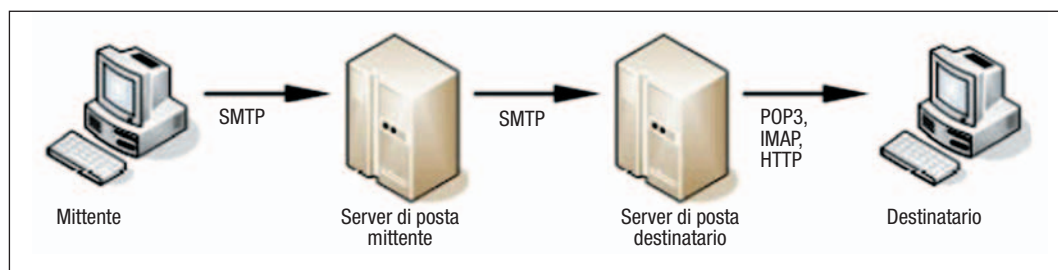 SMTP
SMTP
POP3,
IMAP,
HTTP
Mittente
Server di posta
mittente
Server di posta
destinatario
Destinatario